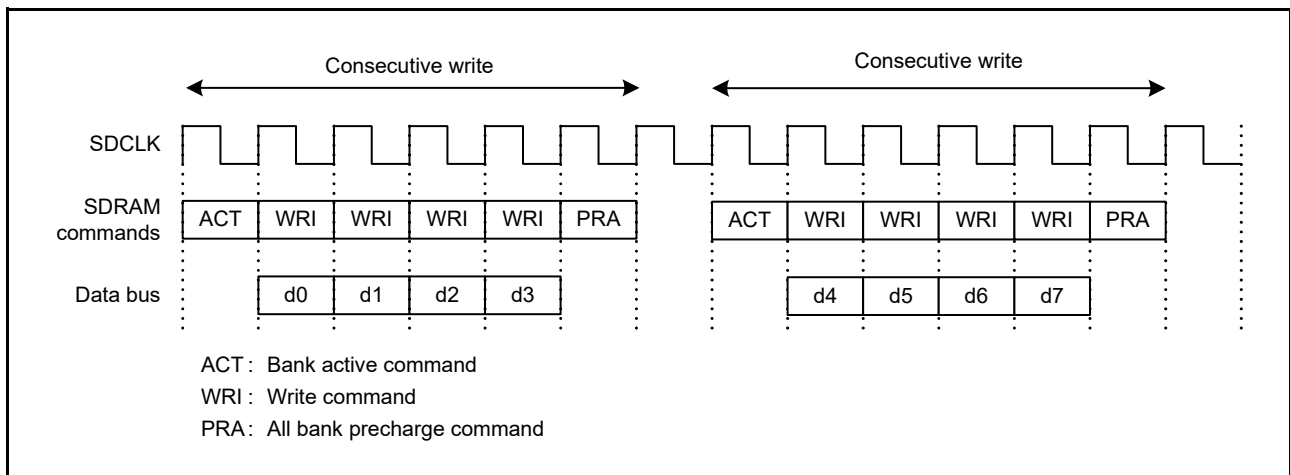 Consecutive write Consecutive write
SDCLK
SDRAM commands ACT WRI WRI WRI WRI PRA ACT WRI WRI WRI WRI PRA
Data bus d0 d1 d2 d3 d4 d5 d6 d7
ACT : Bank active command
WRI : Write command
PRA : All bank precharge command